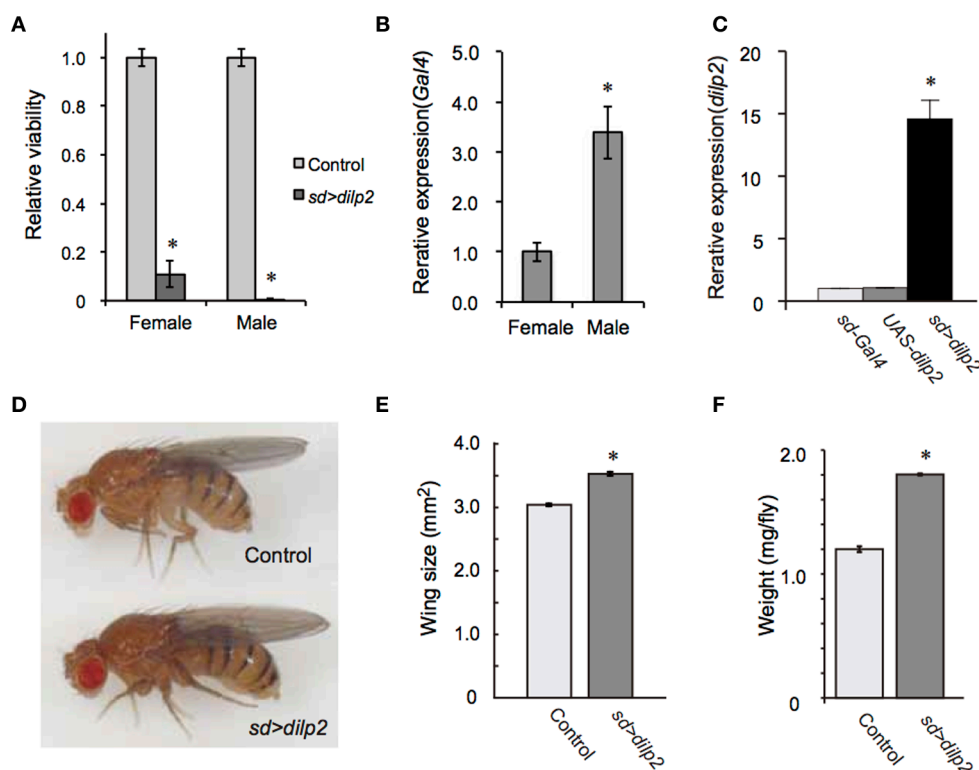 A
Relative viability
1.0
0.8
0.6
0.4
0.2
0
*
*
Female
Male
Control
sd>dilp2
B
Rerative expression(Gal4)
5.0
4.0
3.0
2.0
1.0
0.0
*
Female
Male
C
Rerative expression(dilp2)
20
15
10
5
0
*
sd-Gal4
UAS-dilp2
sd>dilp2
D
Control
sd>dilp2
E
Wing size (mm2)
4.0
3.0
3.0
2.0
1.0
0
*
Control
sd>dilp2
F
Weight (mg/fly)
2.0
1.0
0
*
Control
sd>dilp2